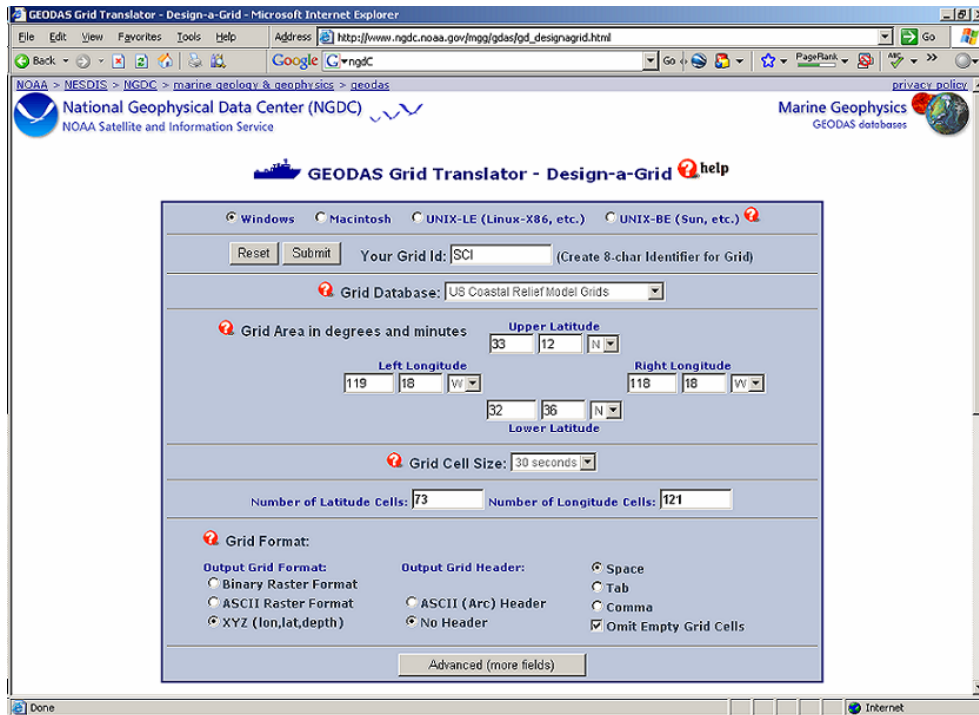 GEODAS Grid Translator - Design-a-Grid - Microsoft Internet Explorer
File Edit View Favorites Tools Help Address http://www.ngdc.noaa.gov/mgg/gdas/gd_designagrid.html Go
Back Google G ngdC Go PageRank ABC »
NOAA > NESDIS > NGDC > marine geology & geophysics > geodas privacy policy
National Geophysical Data Center (NGDC) Marine Geophysics
NOAA Satellite and Information Service GEODAS databases
GEODAS Grid Translator - Design-a-Grid ? help
Windows Macintosh UNIX-LE (Linux-X86, etc.) UNIX-BE (Sun, etc.) ?
Reset Submit Your Grid Id: SCI (Create 8-char Identifier for Grid)
? Grid Database: US Coastal Relief Model Grids
? Grid Area in degrees and minutes Upper Latitude
33 12 N
Left Longitude Right Longitude
119 18 W 118 18 W
32 36 N
Lower Latitude
? Grid Cell Size: 30 seconds
Number of Latitude Cells: 73 Number of Longitude Cells: 121
? Grid Format:
Output Grid Format: Output Grid Header: Space
Binary Raster Format Tab
ASCII Raster Format ASCII (Arc) Header Comma
XYZ (lon,lat,depth) No Header Omit Empty Grid Cells
Advanced (more fields)
Done Internet